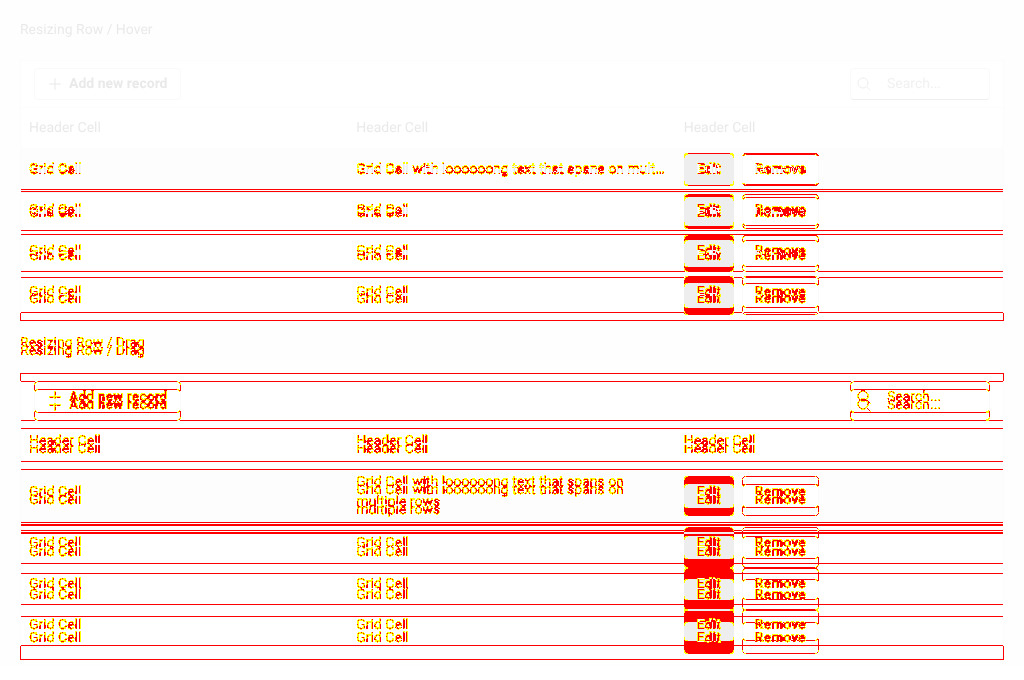 Resizing Row / Hover
Add new record Search...
Header Cell Header Cell Header Cell
Grid Cell Grid Cell with loooooong text that spans on mult... Edit Remove
Grid Cell Grid Cell Edit Remove
Grid Cell Grid Cell Edit Remove
Grid Cell Grid Cell Edit Remove
Resizing Row / Drag
Add new record Search...
Header Cell Header Cell Header Cell
Grid Cell Grid Cell with loooooong text that spans on multiple rows Edit Remove
Grid Cell Grid Cell Edit Remove
Grid Cell Grid Cell Edit Remove
Grid Cell Grid Cell Edit Remove